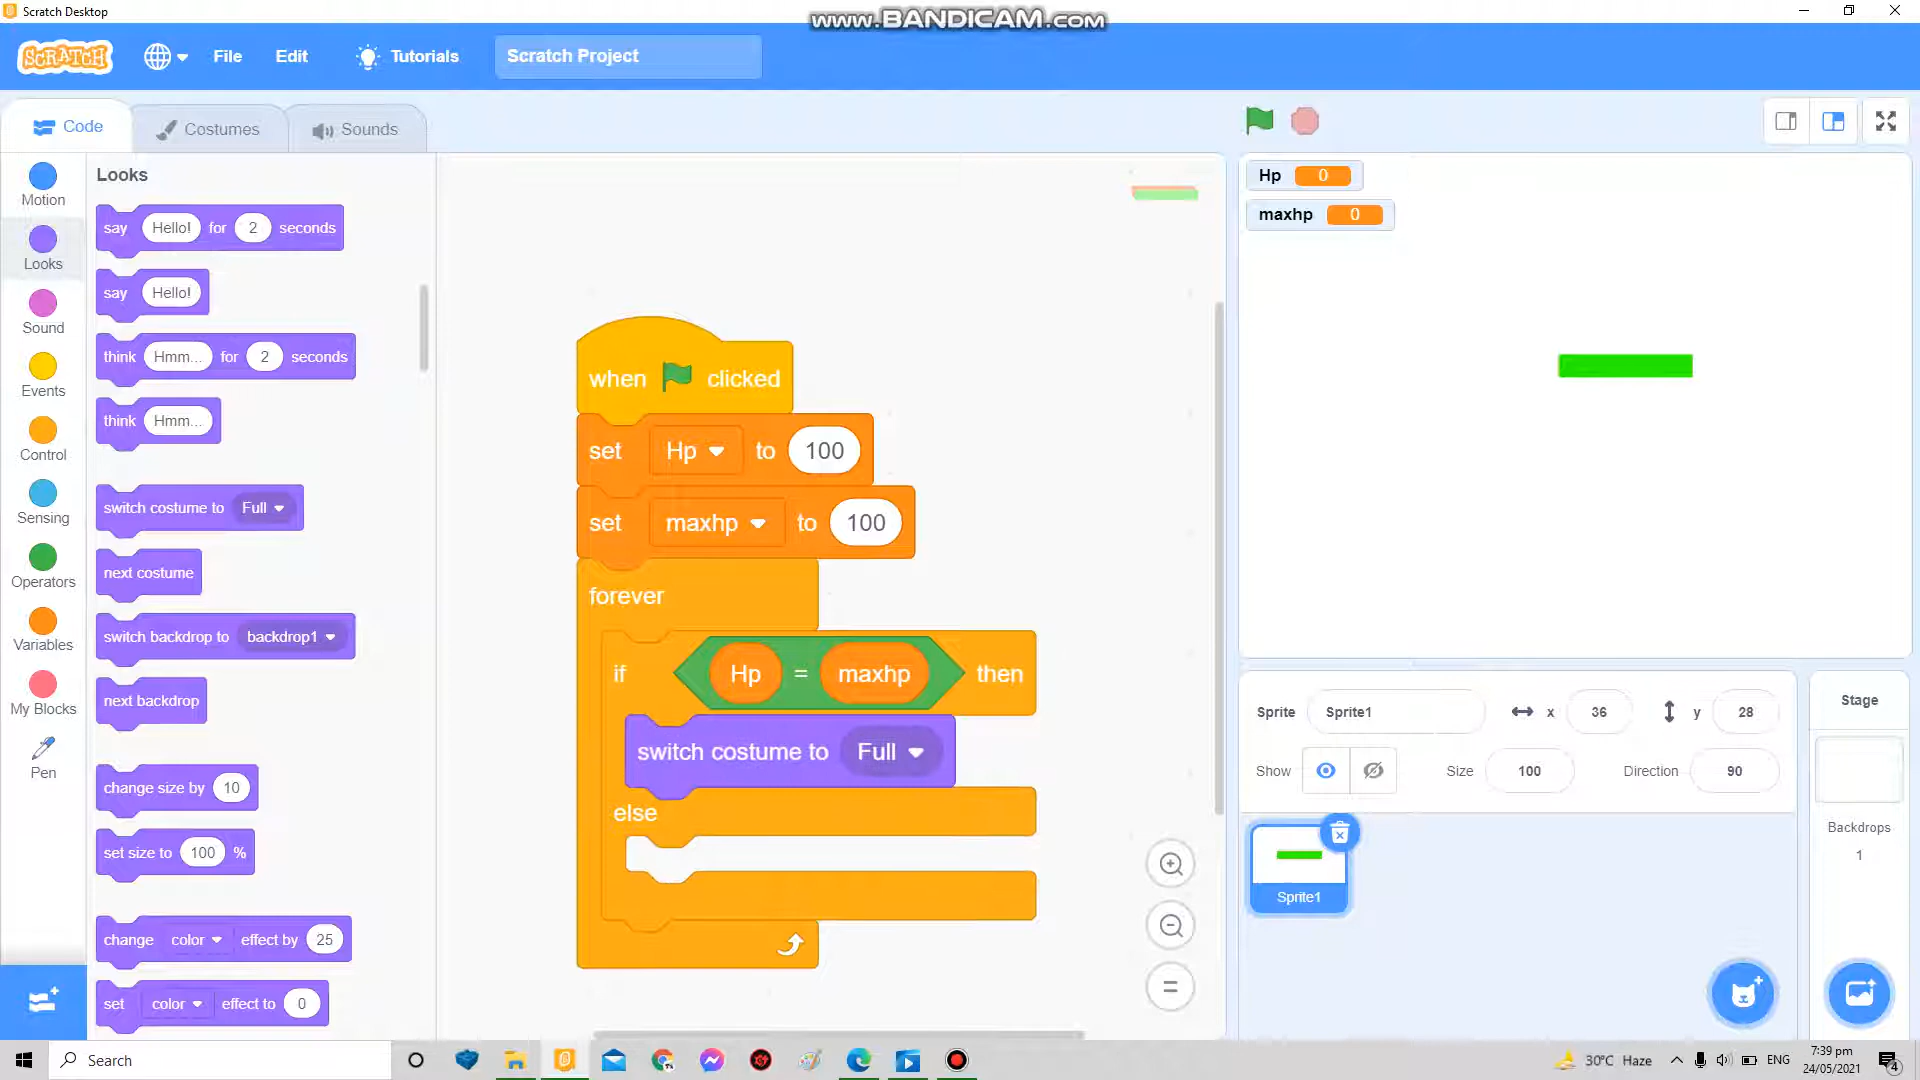 Scratch Desktop
www.BANDICAM.com
SCRATCH
File
Edit
Tutorials
Scratch Project
Code
Costumes
Sounds
Motion
Looks
Sound
Events
Control
Sensing
Operators
Variables
My Blocks
Pen
Looks
say Hello! for 2 seconds
say Hello!
think Hmm... for 2 seconds
think Hmm...
switch costume to Full
next costume
switch backdrop to backdrop1
next backdrop
change size by 10
set size to 100 %
change color effect by 25
set color effect to 0
when clicked
set Hp to 100
set maxhp to 100
forever
if Hp = maxhp then
switch costume to Full
else
Hp 0
maxhp 0
Sprite Sprite1 x 36 y 28
Show Size 100 Direction 90
Sprite1
Stage
Backdrops
1
Search
30°C Haze
ENG
7:39 pm
24/05/2021
4